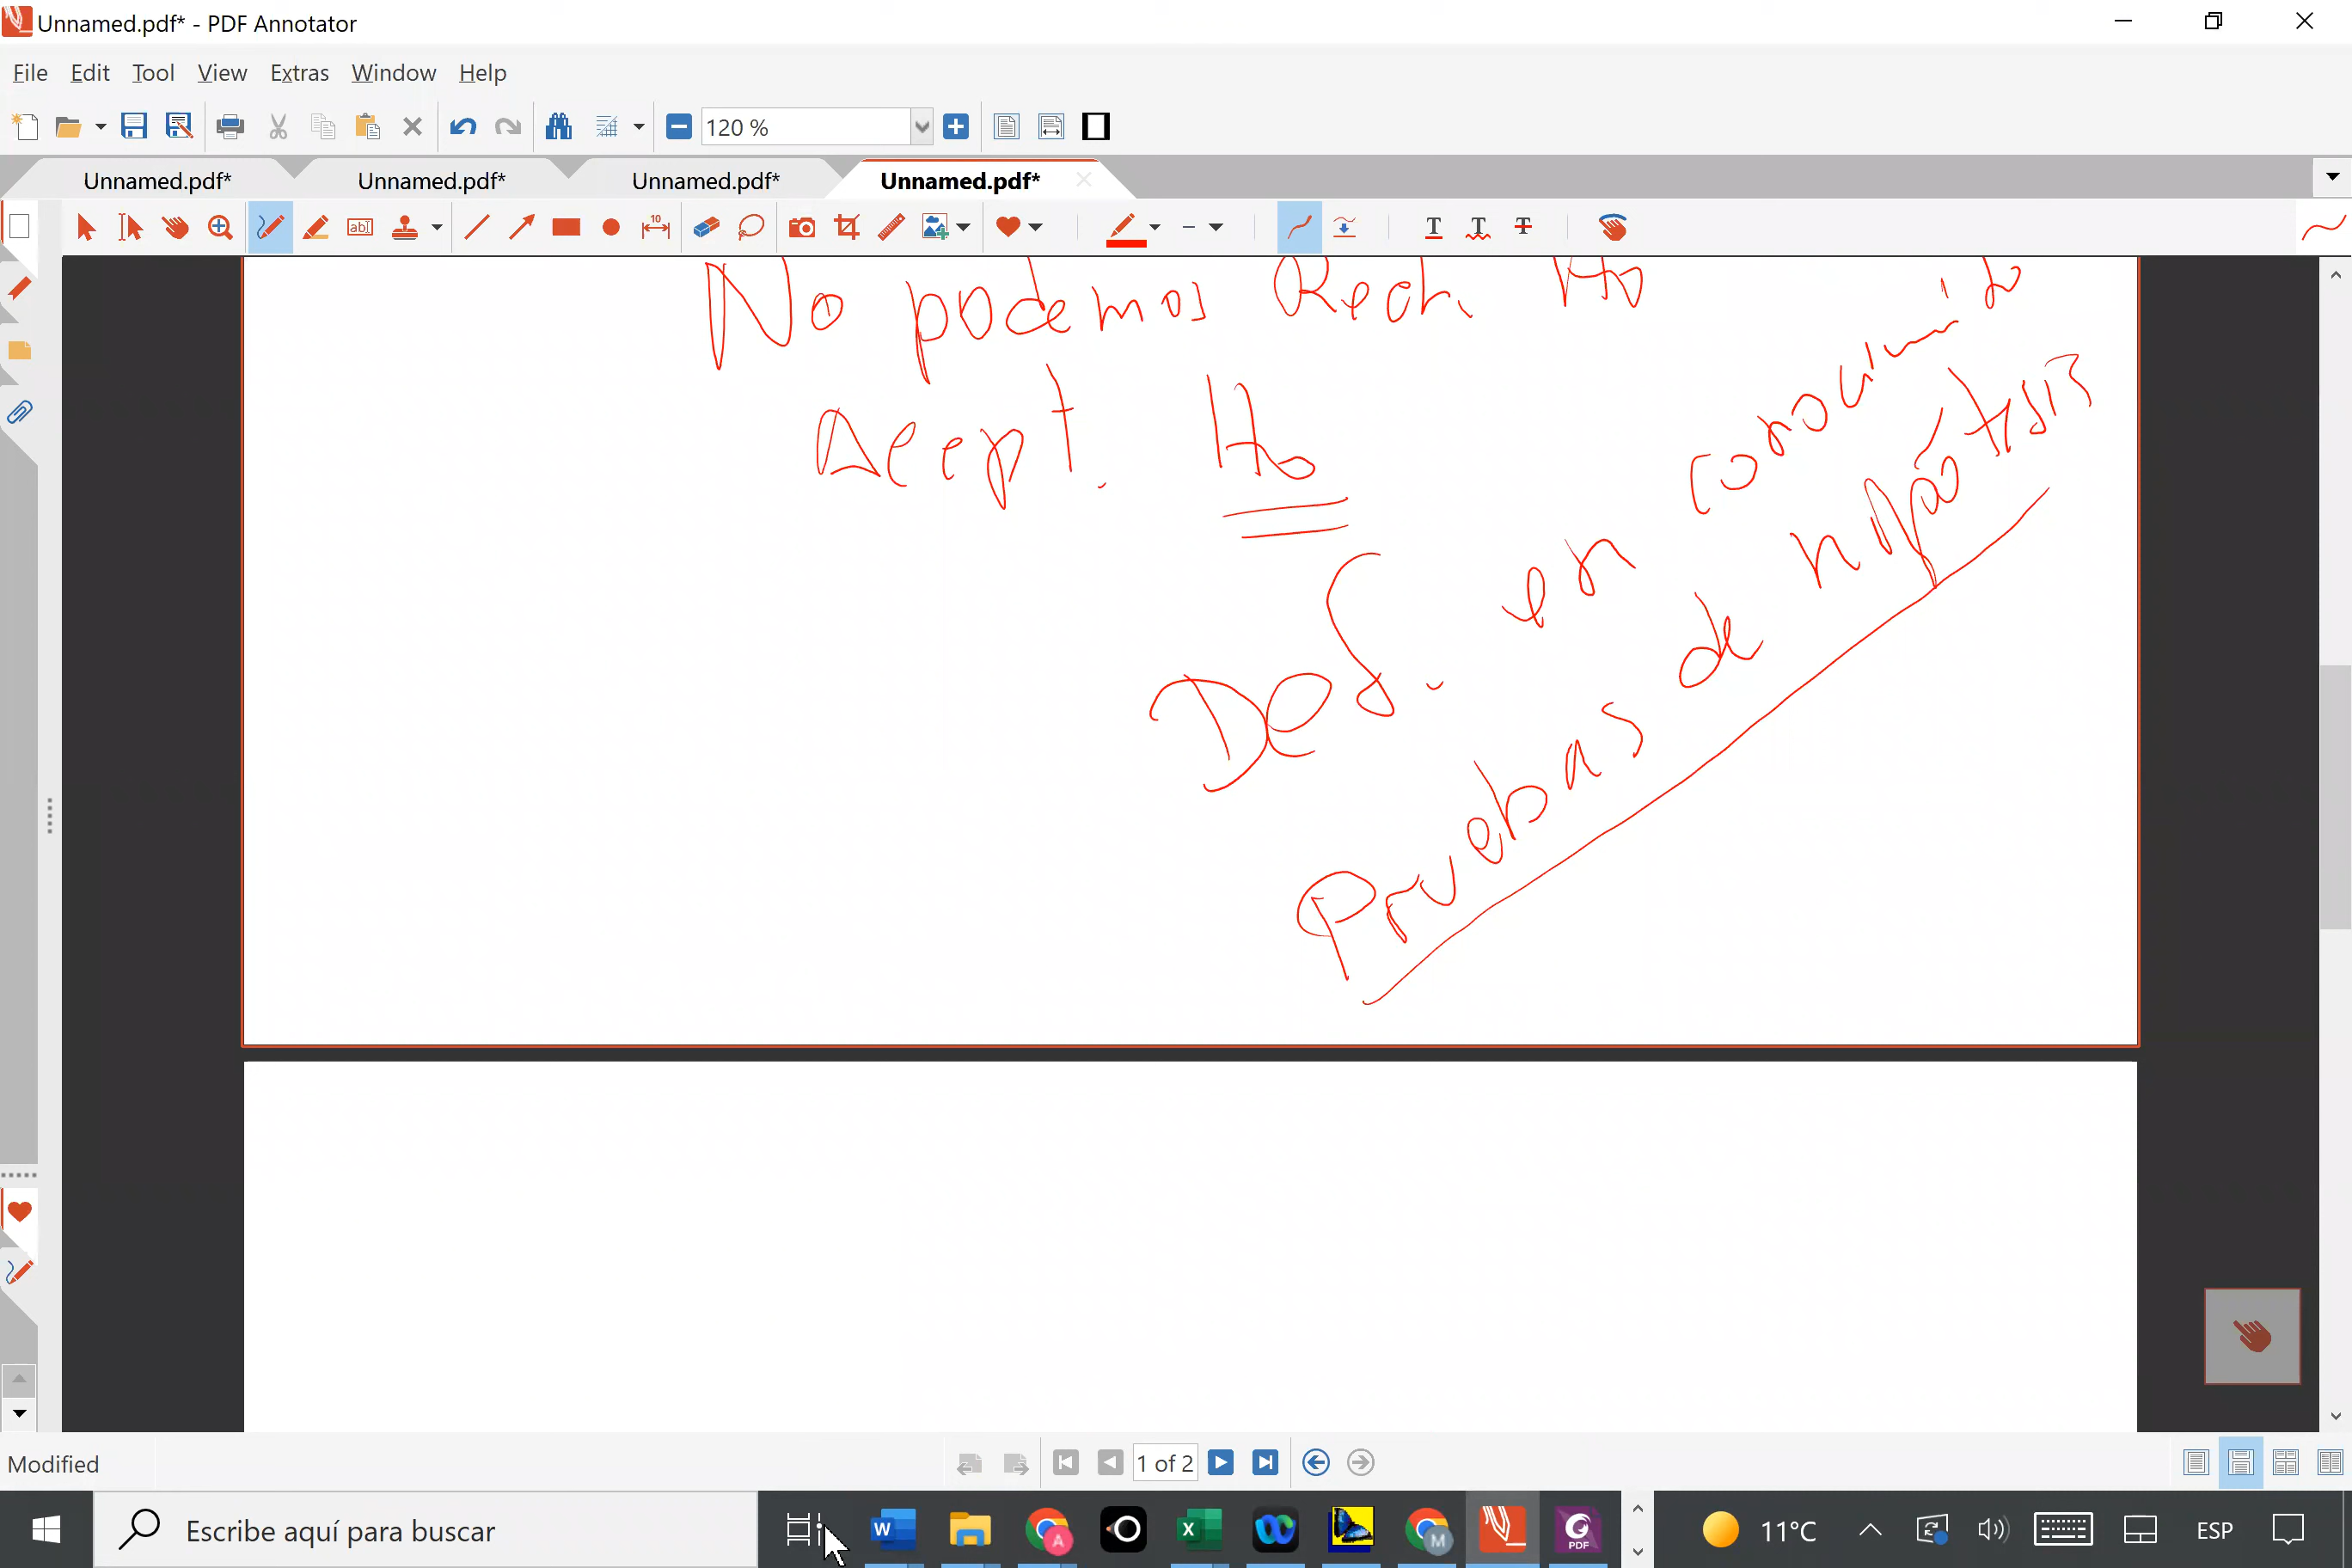 Unnamed.pdf* - PDF Annotator
File Edit Tool View Extras Window Help
120 %
Unnamed.pdf* Unnamed.pdf* Unnamed.pdf* Unnamed.pdf*
No podemos Rech. Ho
Acept. Ho
Def. en conocimiento
Pruebas de hipótesis
Modified
1 of 2
Escribe aquí para buscar
11°C
ESP